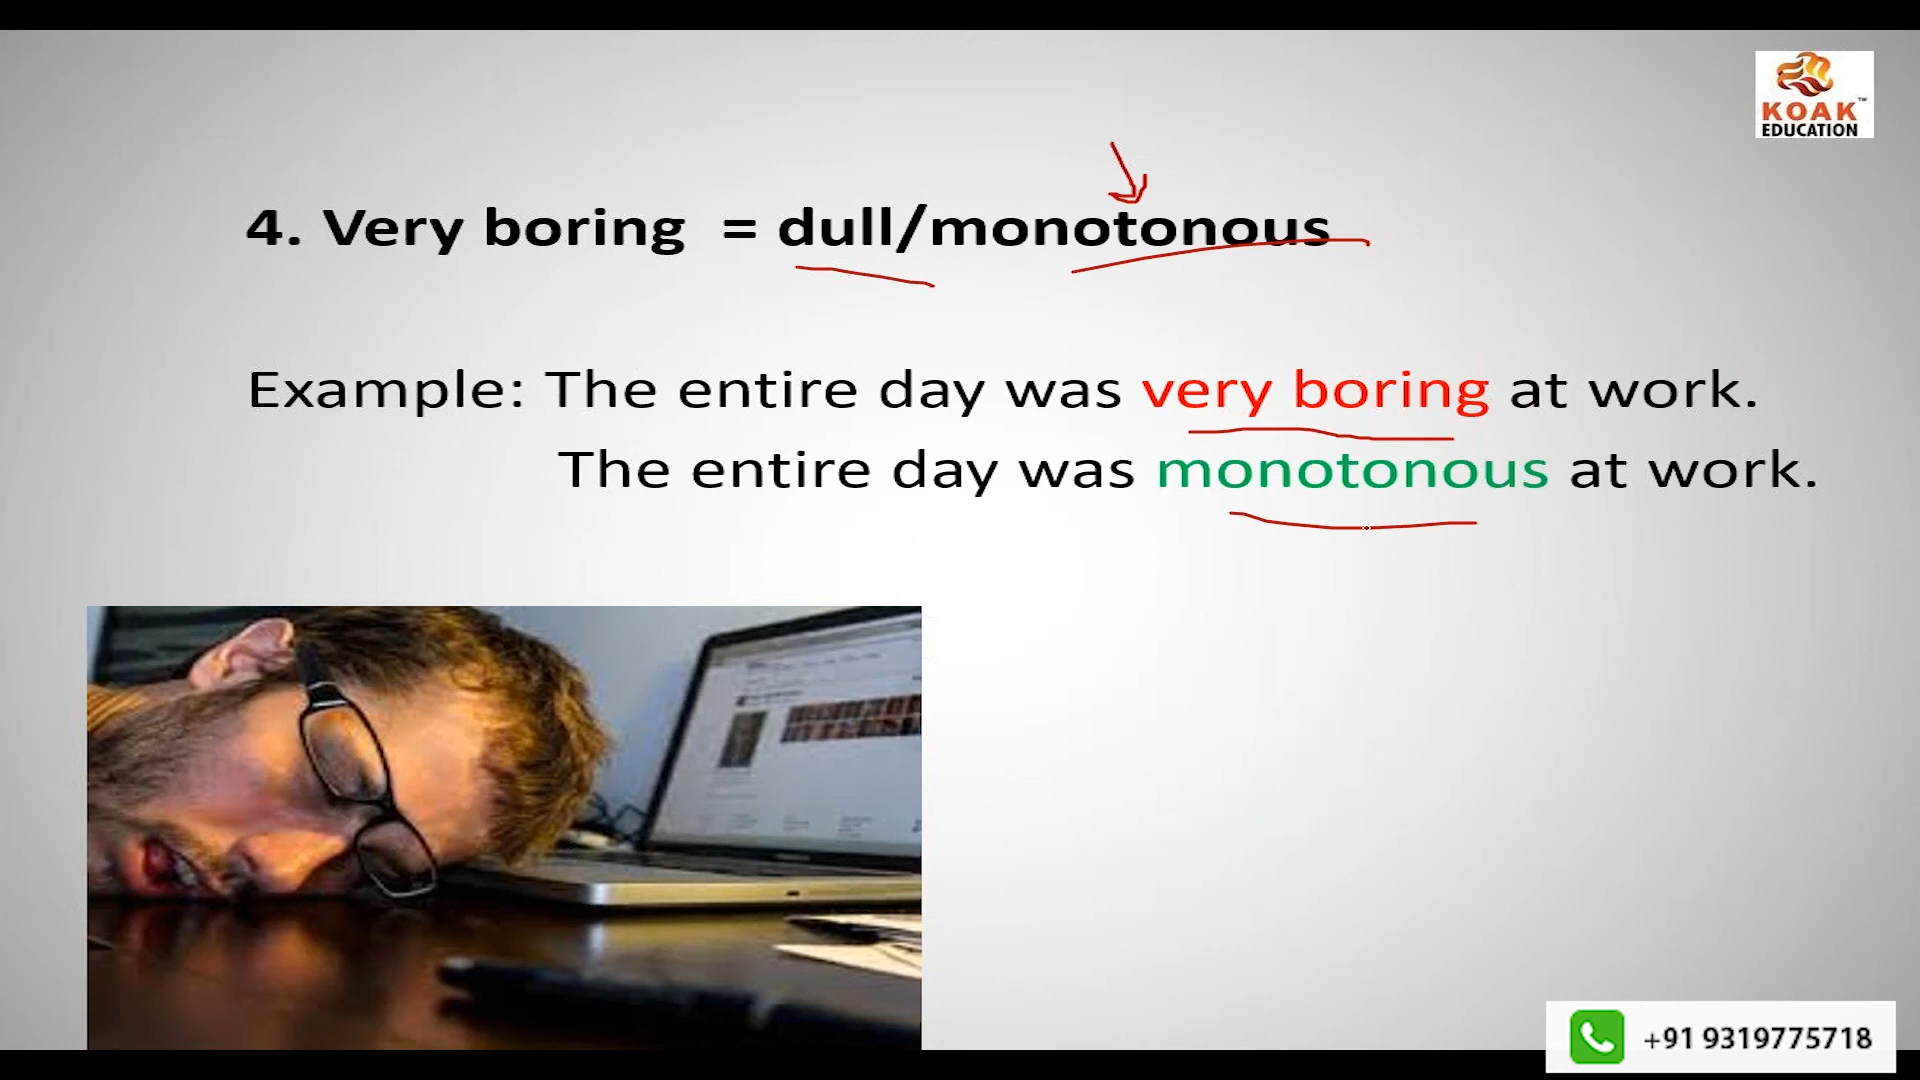 KOAK™
EDUCATION
4. Very boring = dull/monotonous
Example: The entire day was very boring at work.
The entire day was monotonous at work.
+91 9319775718